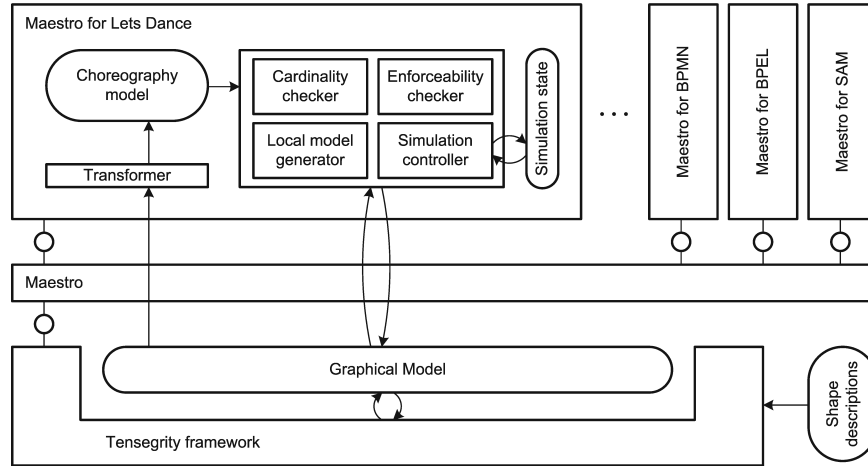 Maestro for Lets Dance
Choreography
model
Cardinality
checker
Enforceability
checker
Local model
generator
Simulation
controller
Simulation state
Transformer
. . .
Maestro for BPMN
Maestro for BPEL
Maestro for SAM
Maestro
Graphical Model
Tensegrity framework
Shape
descriptions